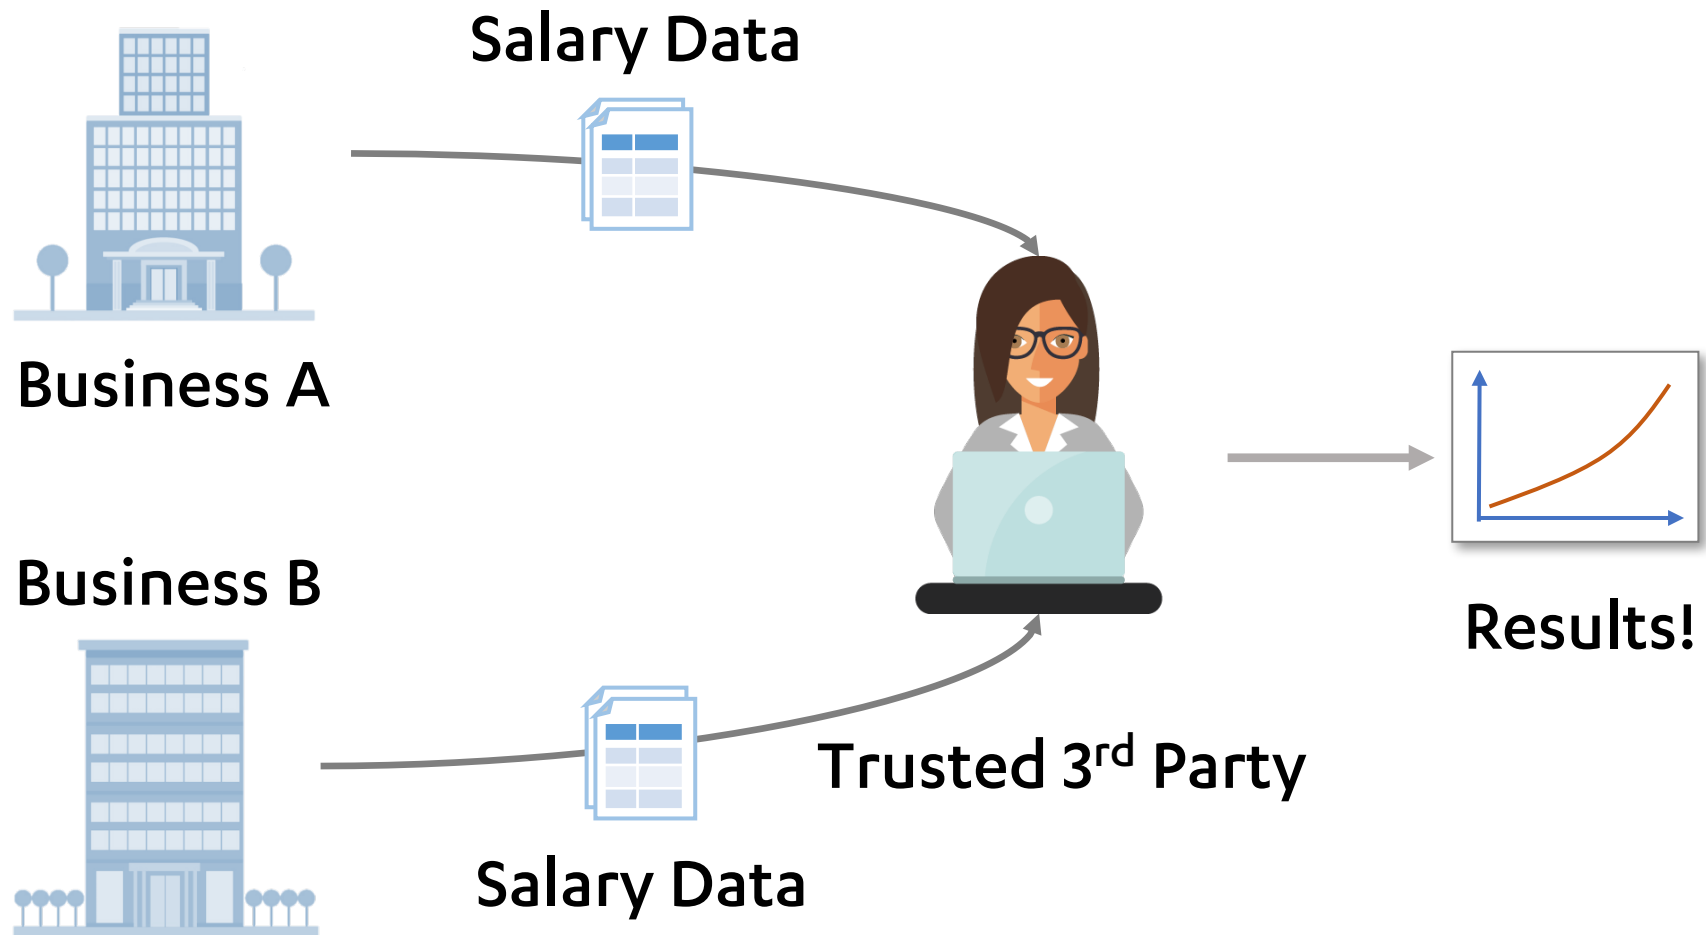 Salary Data
Business A
Business B
Results!
Trusted 3rd Party
Salary Data